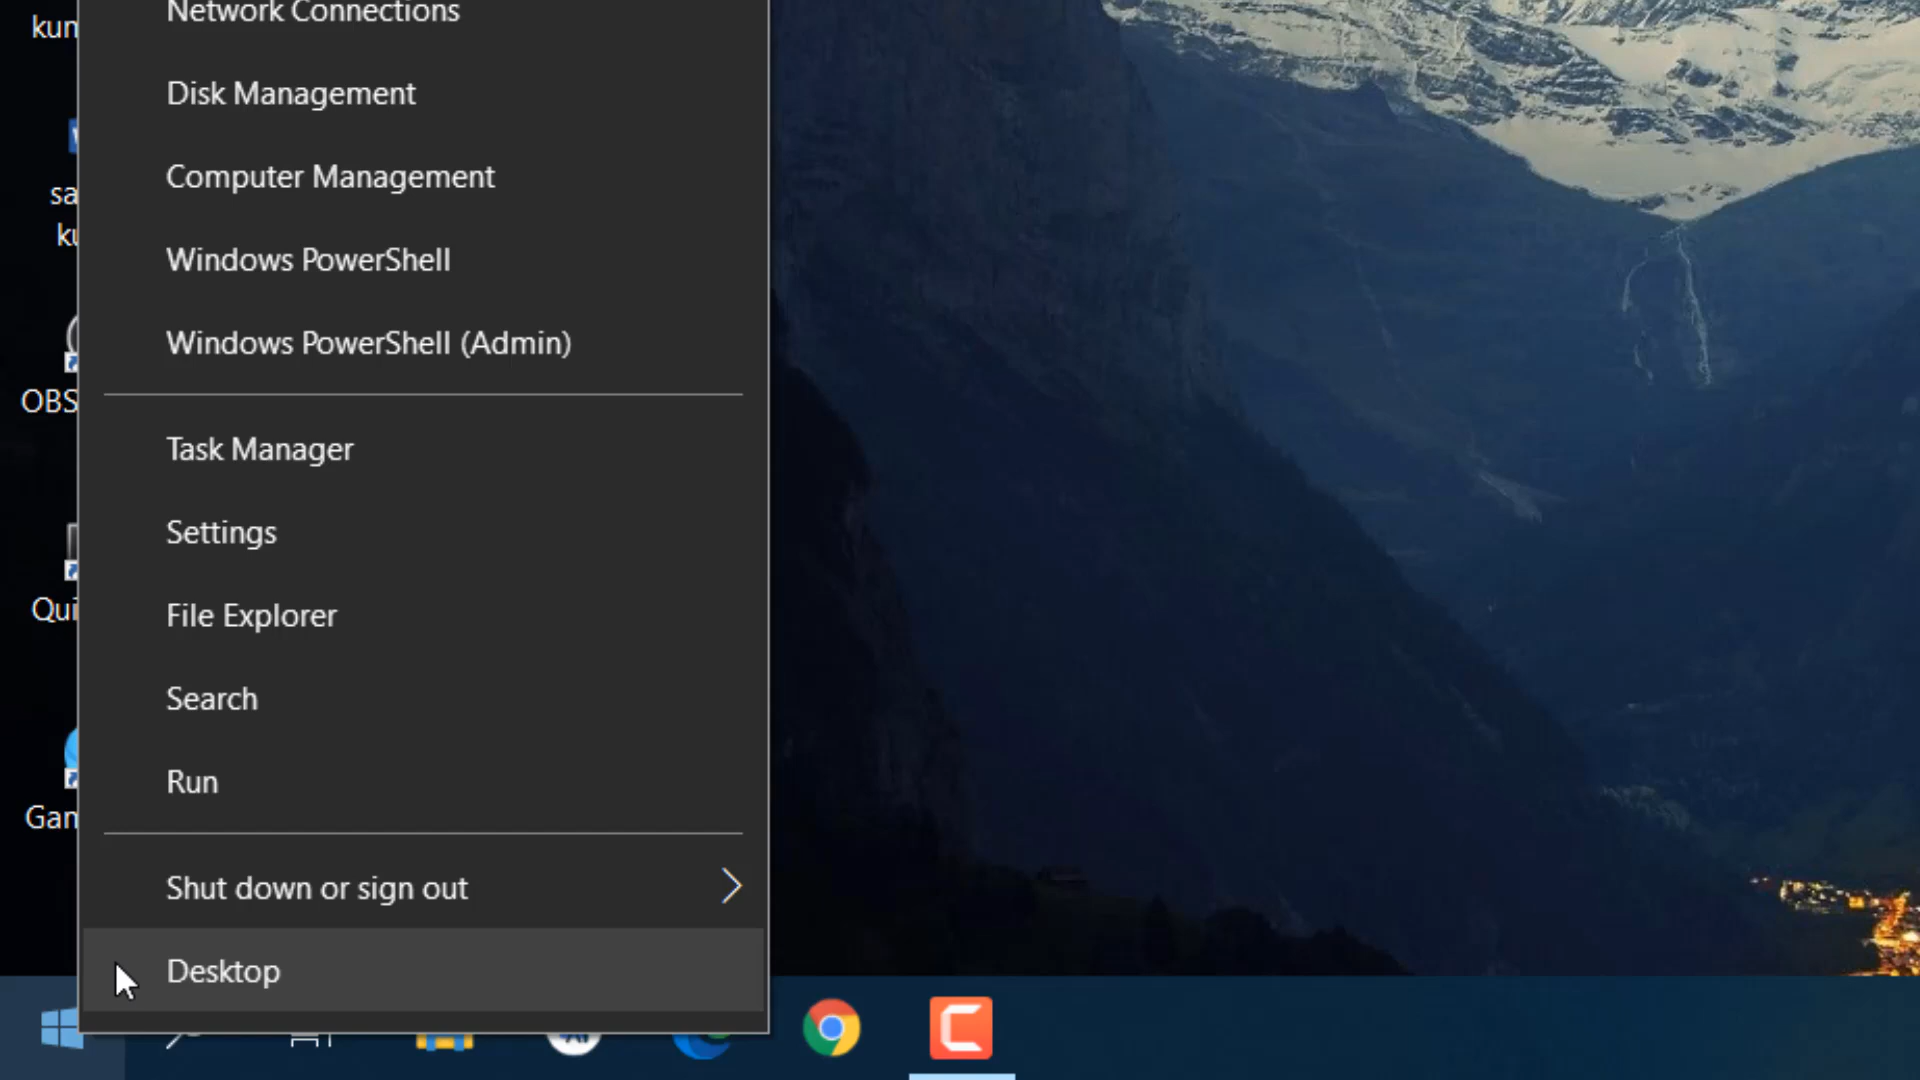 Network Connections
Disk Management
Computer Management
Windows PowerShell
Windows PowerShell (Admin)
Task Manager
Settings
File Explorer
Search
Run
Shut down or sign out
Desktop
kun
sa
ku
OBS
Qui
Gan